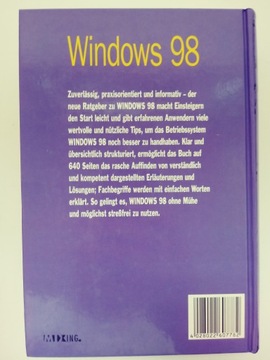 Windows 98
Zuverlässig, praxisorientiert und informativ – der
neue Ratgeber zu WINDOWS 98 macht Einsteigern
den Start leicht und gibt erfahrenen Anwendern viele
wertvolle und nützliche Tips, um das Betriebssystem
WINDOWS 98 noch besser zu handhaben. Klar und
übersichtlich strukturiert, ermöglicht das Buch auf
640 Seiten das rasche Auffinden von verständlich
und kompetent dargestellten Erläuterungen und
Lösungen; Fachbegriffe werden mit einfachen Worten
erklärt. So gelingt es, WINDOWS 98 ohne Mühe
und möglichst streßfrei zu nutzen.